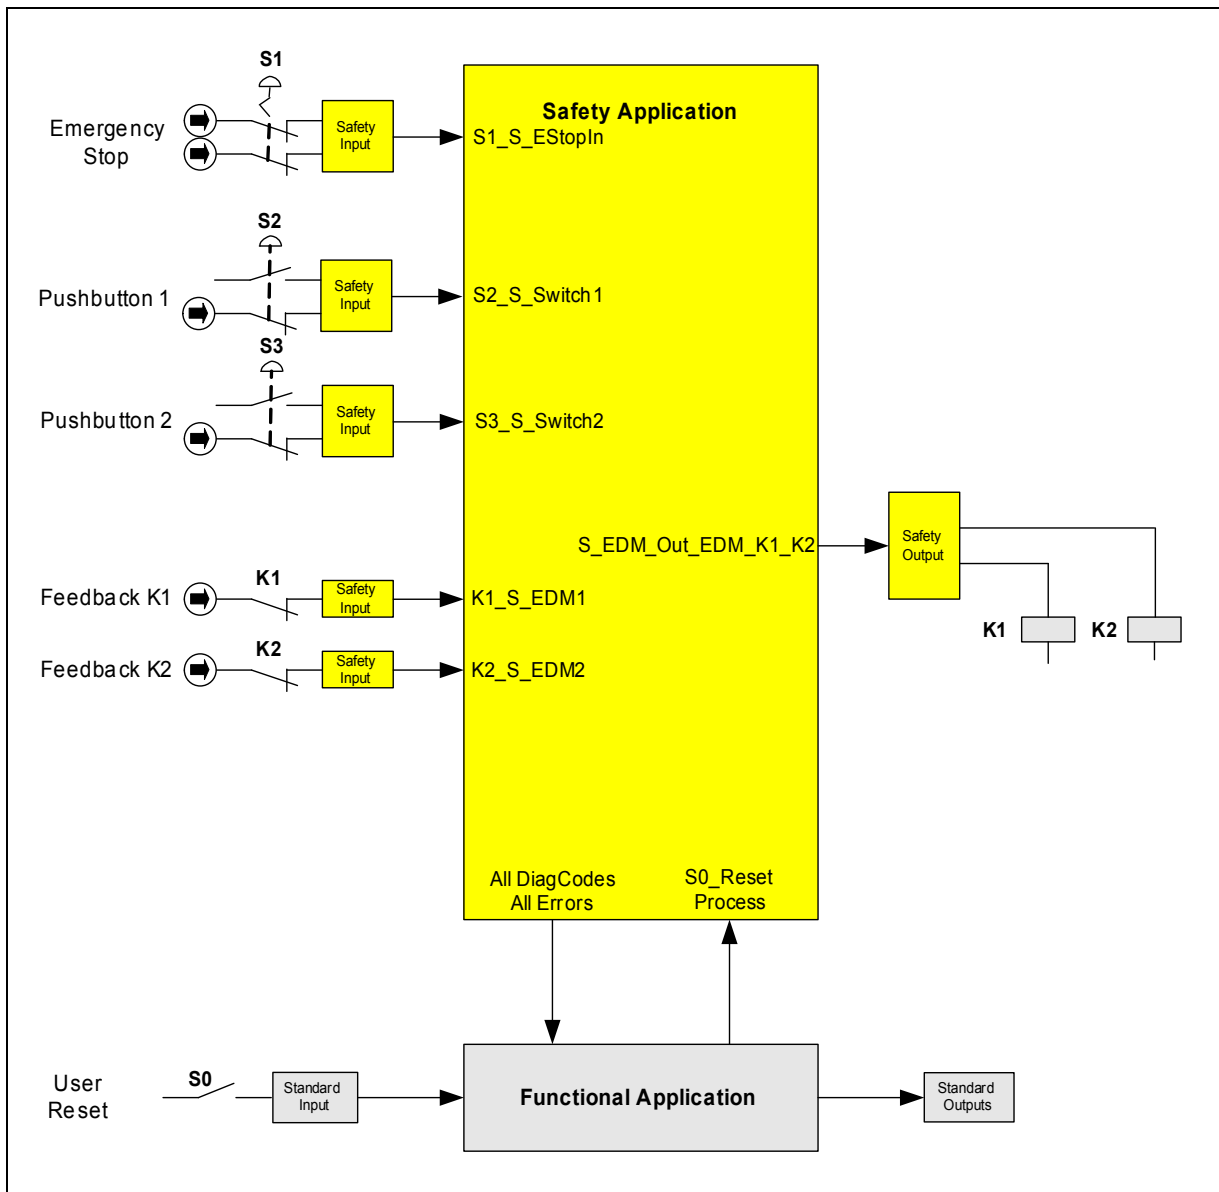 S1
Emergency
Stop
Safety
Input
Safety Application
S1_S_EStopIn
S2
Pushbutton 1
Safety
Input
S2_S_Switch1
S3
Pushbutton 2
Safety
Input
S3_S_Switch2
S_EDM_Out_EDM_K1_K2
Safety
Output
Feedback K1
K1
Safety
Input
K1_S_EDM1
K1
K2
Feedback K2
K2
Safety
Input
K2_S_EDM2
All DiagCodes
All Errors
S0_Reset
Process
User
Reset
S0
Standard
Input
Functional Application
Standard
Outputs